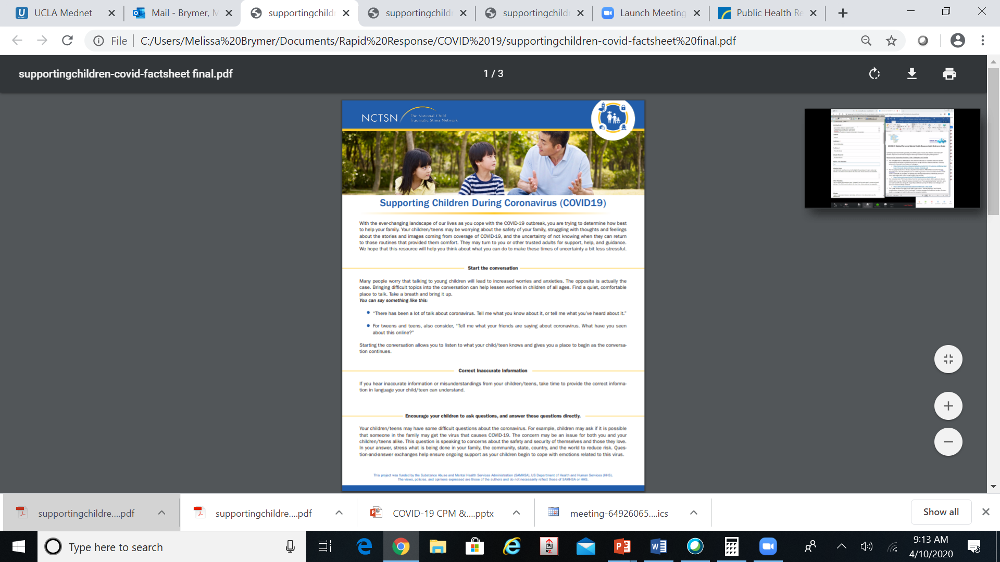 UCLA Mednet
Mail - Brymer, M
supportingchild
supportingchild
supportingchild
Launch Meeting
Public Health Re
File
C:/Users/Melissa%20Brymer/Documents/Rapid%20Response/COVID%2019/supportingchildren-covid-factsheet%20final.pdf
supportingchildren-covid-factsheet final.pdf
1 / 3
NCTSN
The National Child
Traumatic Stress Network
Supporting Children During Coronavirus (COVID19)
With the ever-changing landscape of our lives as you cope with the COVID-19 outbreak, you are trying to determine how best
to help your family. Your children/teens may be worrying about the safety of your family, struggling with thoughts and feelings
about the stories and images coming from coverage of COVID-19, and the uncertainty of not knowing when they can return
to those routines that provided them comfort. They may turn to you or other trusted adults for support, help, and guidance.
We hope that this resource will help you think about what you can do to make these times of uncertainty a bit less stressful.
Start the conversation
Many people worry that talking to young children will lead to increased worries and anxieties. The opposite is actually the
case. Bringing difficult topics into the conversation can help lessen worries in children of all ages. Find a quiet, comfortable
place to talk. Take a breath and bring it up.
You can say something like this:
• "There has been a lot of talk about coronavirus. Tell me what you know about it, or tell me what you've heard about it."
• For tweens and teens, also consider, "Tell me what your friends are saying about coronavirus. What have you seen
about this online?"
Starting the conversation allows you to listen to what your child/teen knows and gives you a place to begin as the conversa-
tion continues.
Correct Inaccurate Information
If you hear inaccurate information or misunderstandings from your children/teens, take time to provide the correct informa-
tion in language your child/teen can understand.
Encourage your children to ask questions, and answer those questions directly.
Your children/teens may have some difficult questions about the coronavirus. For example, children may ask if it is possible
that someone in the family may get the virus that causes COVID-19. The concern may be an issue for both you and your
children/teens alike. This question is speaking to concerns about the safety and security of themselves and those they love.
In your answer, stress what is being done in your family, the community, state, country, and the world to reduce risk. Ques-
tion-and-answer exchanges help ensure ongoing support as your children begin to cope with emotions related to this virus.
This project was funded by the Substance Abuse and Mental Health Services Administration (SAMHSA), US Department of Health and Human Services (HHS).
The views, policies, and opinions expressed are those of the authors and do not necessarily reflect those of SAMHSA or HHS.
supportingchildre....pdf
supportingchildre....pdf
COVID-19 CPM &....pptx
meeting-64926065....ics
Show all
Type here to search
9:13 AM
4/10/2020